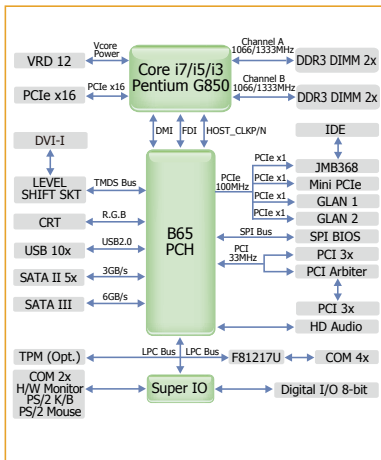 VRD 12
Vcore
Power
Core i7/i5/i3
Pentium G850
Channel A
1066/1333MHz
DDR3 DIMM 2x
PCIe x16
PCIe x16
Channel B
1066/1333MHz
DDR3 DIMM 2x
DMI
FDI
HOST_CLKP/N
DVI-I
LEVEL
SHIFT SKT
TMDS Bus
CRT
R.G.B
USB 10x
USB2.0
SATA II 5x
3GB/s
SATA III
6GB/s
B65
PCH
PCIe
100MHz
IDE
PCIe x1
JMB368
PCIe x1
Mini PCIe
PCIe x1
GLAN 1
PCIe x1
GLAN 2
SPI Bus
SPI BIOS
PCI
33MHz
PCI 3x
PCI Arbiter
PCI 3x
HD Audio
TPM (Opt.)
LPC Bus
LPC Bus
F81217U
COM 4x
COM 2x
H/W Monitor
PS/2 K/B
PS/2 Mouse
Super IO
Digital I/O 8-bit